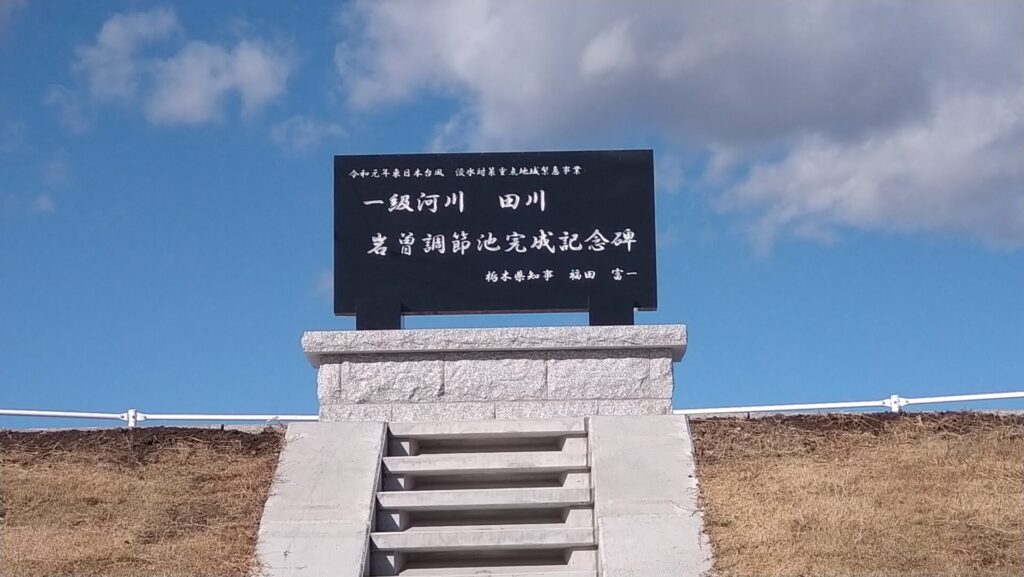 令和元年東日本台風　浸水対策重点地域緊急事業
一級河川　田川
岩曽調節池完成記念碑
栃木県知事　福田　富一